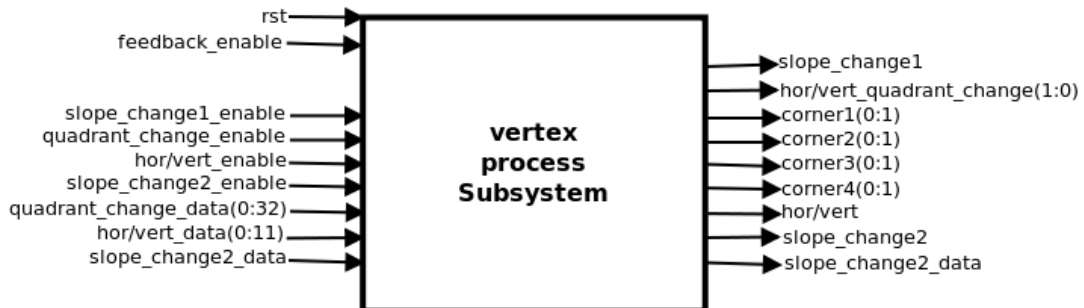 rst
feedback_enable
slope_change1_enable
quadrant_change_enable
hor/vert_enable
slope_change2_enable
quadrant_change_data(0:32)
hor/vert_data(0:11)
slope_change2_data
vertex
process
Subsystem
slope_change1
hor/vert_quadrant_change(1:0)
corner1(0:1)
corner2(0:1)
corner3(0:1)
corner4(0:1)
hor/vert
slope_change2
slope_change2_data